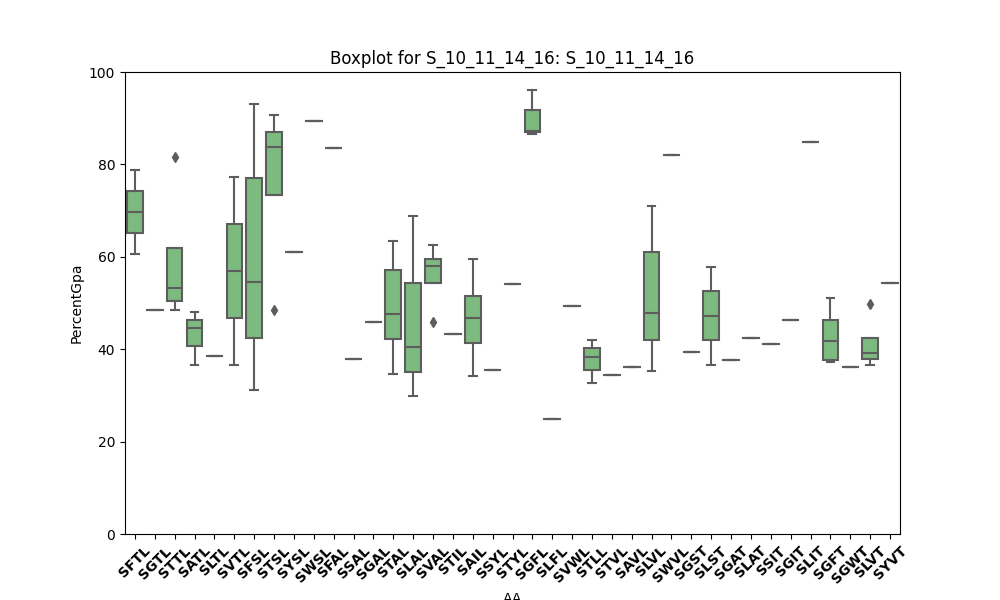 Boxplot for S_10_11_14_16: S_10_11_14_16
PercentGpa
100
80
60
40
20
0
SFTL SGTL STTL SATL SLTL SVTL SFSL STSL SYSL SWSL SFAL SSAL SGAL STAL SLAL SVAL STIL SAIL SSYL STYL SGFL SLFL SVWL STLL STVL SAVL SLVL SWVL SGST SLST SGAT SLAT SSIT SGIT SLIT SGFT SGWT SLVT SYVT
AA